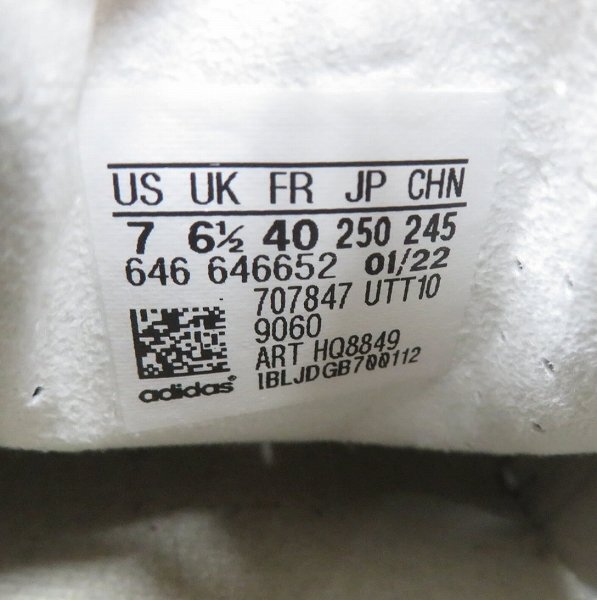 US UK FR JP CHN
7 6½ 40 250 245
646 646652 01/22
707847 UTT10
9060
ART HQ8849
1BLJDGB700112
adidas